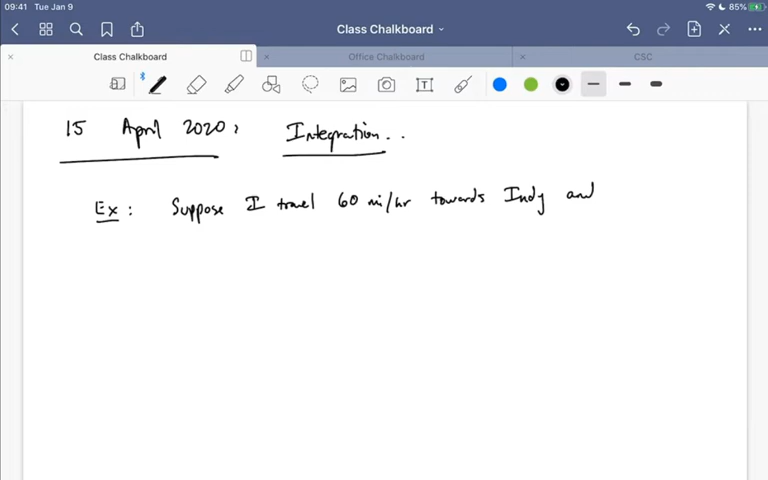 09:41 Tue Jan 9 85%
Class Chalkboard
Class Chalkboard Office Chalkboard CSC
15 April 2020: Integration..
Ex: Suppose I travel 60 mi/hr towards Indy and